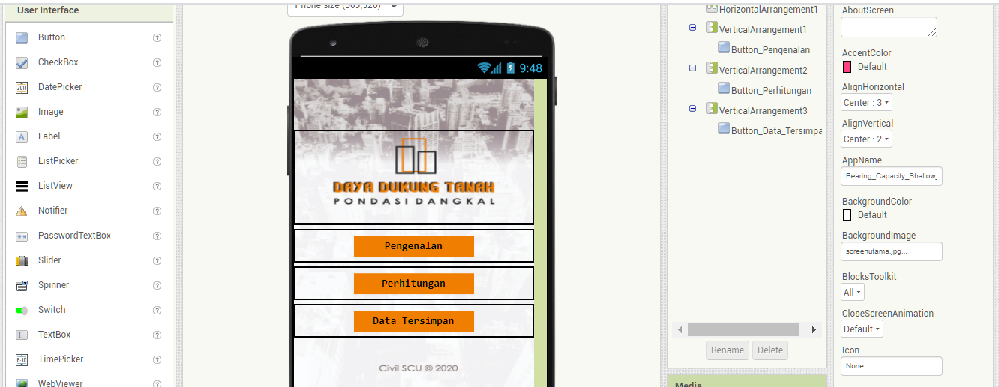 User Interface
Button
CheckBox
DatePicker
Image
Label
ListPicker
ListView
Notifier
PasswordTextBox
Slider
Spinner
Switch
TextBox
TimePicker
WebViewer
Phone size (505,320)
9:48
DAYA DUKUNG TANAH
PONDASI DANGKAL
Pengenalan
Perhitungan
Data Tersimpan
Civil SCU © 2020
HorizontalArrangement1
VerticalArrangement1
Button_Pengenalan
VerticalArrangement2
Button_Perhitungan
VerticalArrangement3
Button_Data_Tersimpa
Rename Delete
Media
AboutScreen
AccentColor
Default
AlignHorizontal
Center : 3
AlignVertical
Center : 2
AppName
Bearing_Capacity_Shallow_
BackgroundColor
Default
BackgroundImage
screenutama.jpg...
BlocksToolkit
All
CloseScreenAnimation
Default
Icon
None...